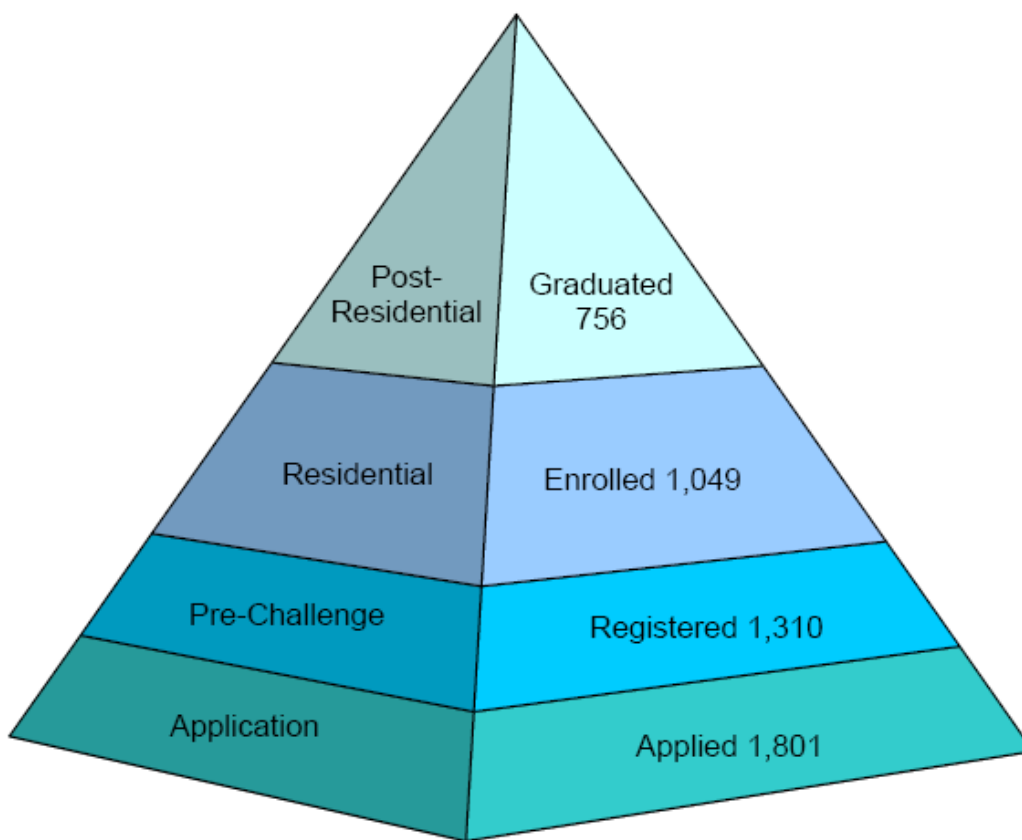 Post-
Residential
Graduated
756
Residential
Enrolled 1,049
Pre-Challenge
Registered 1,310
Application
Applied 1,801